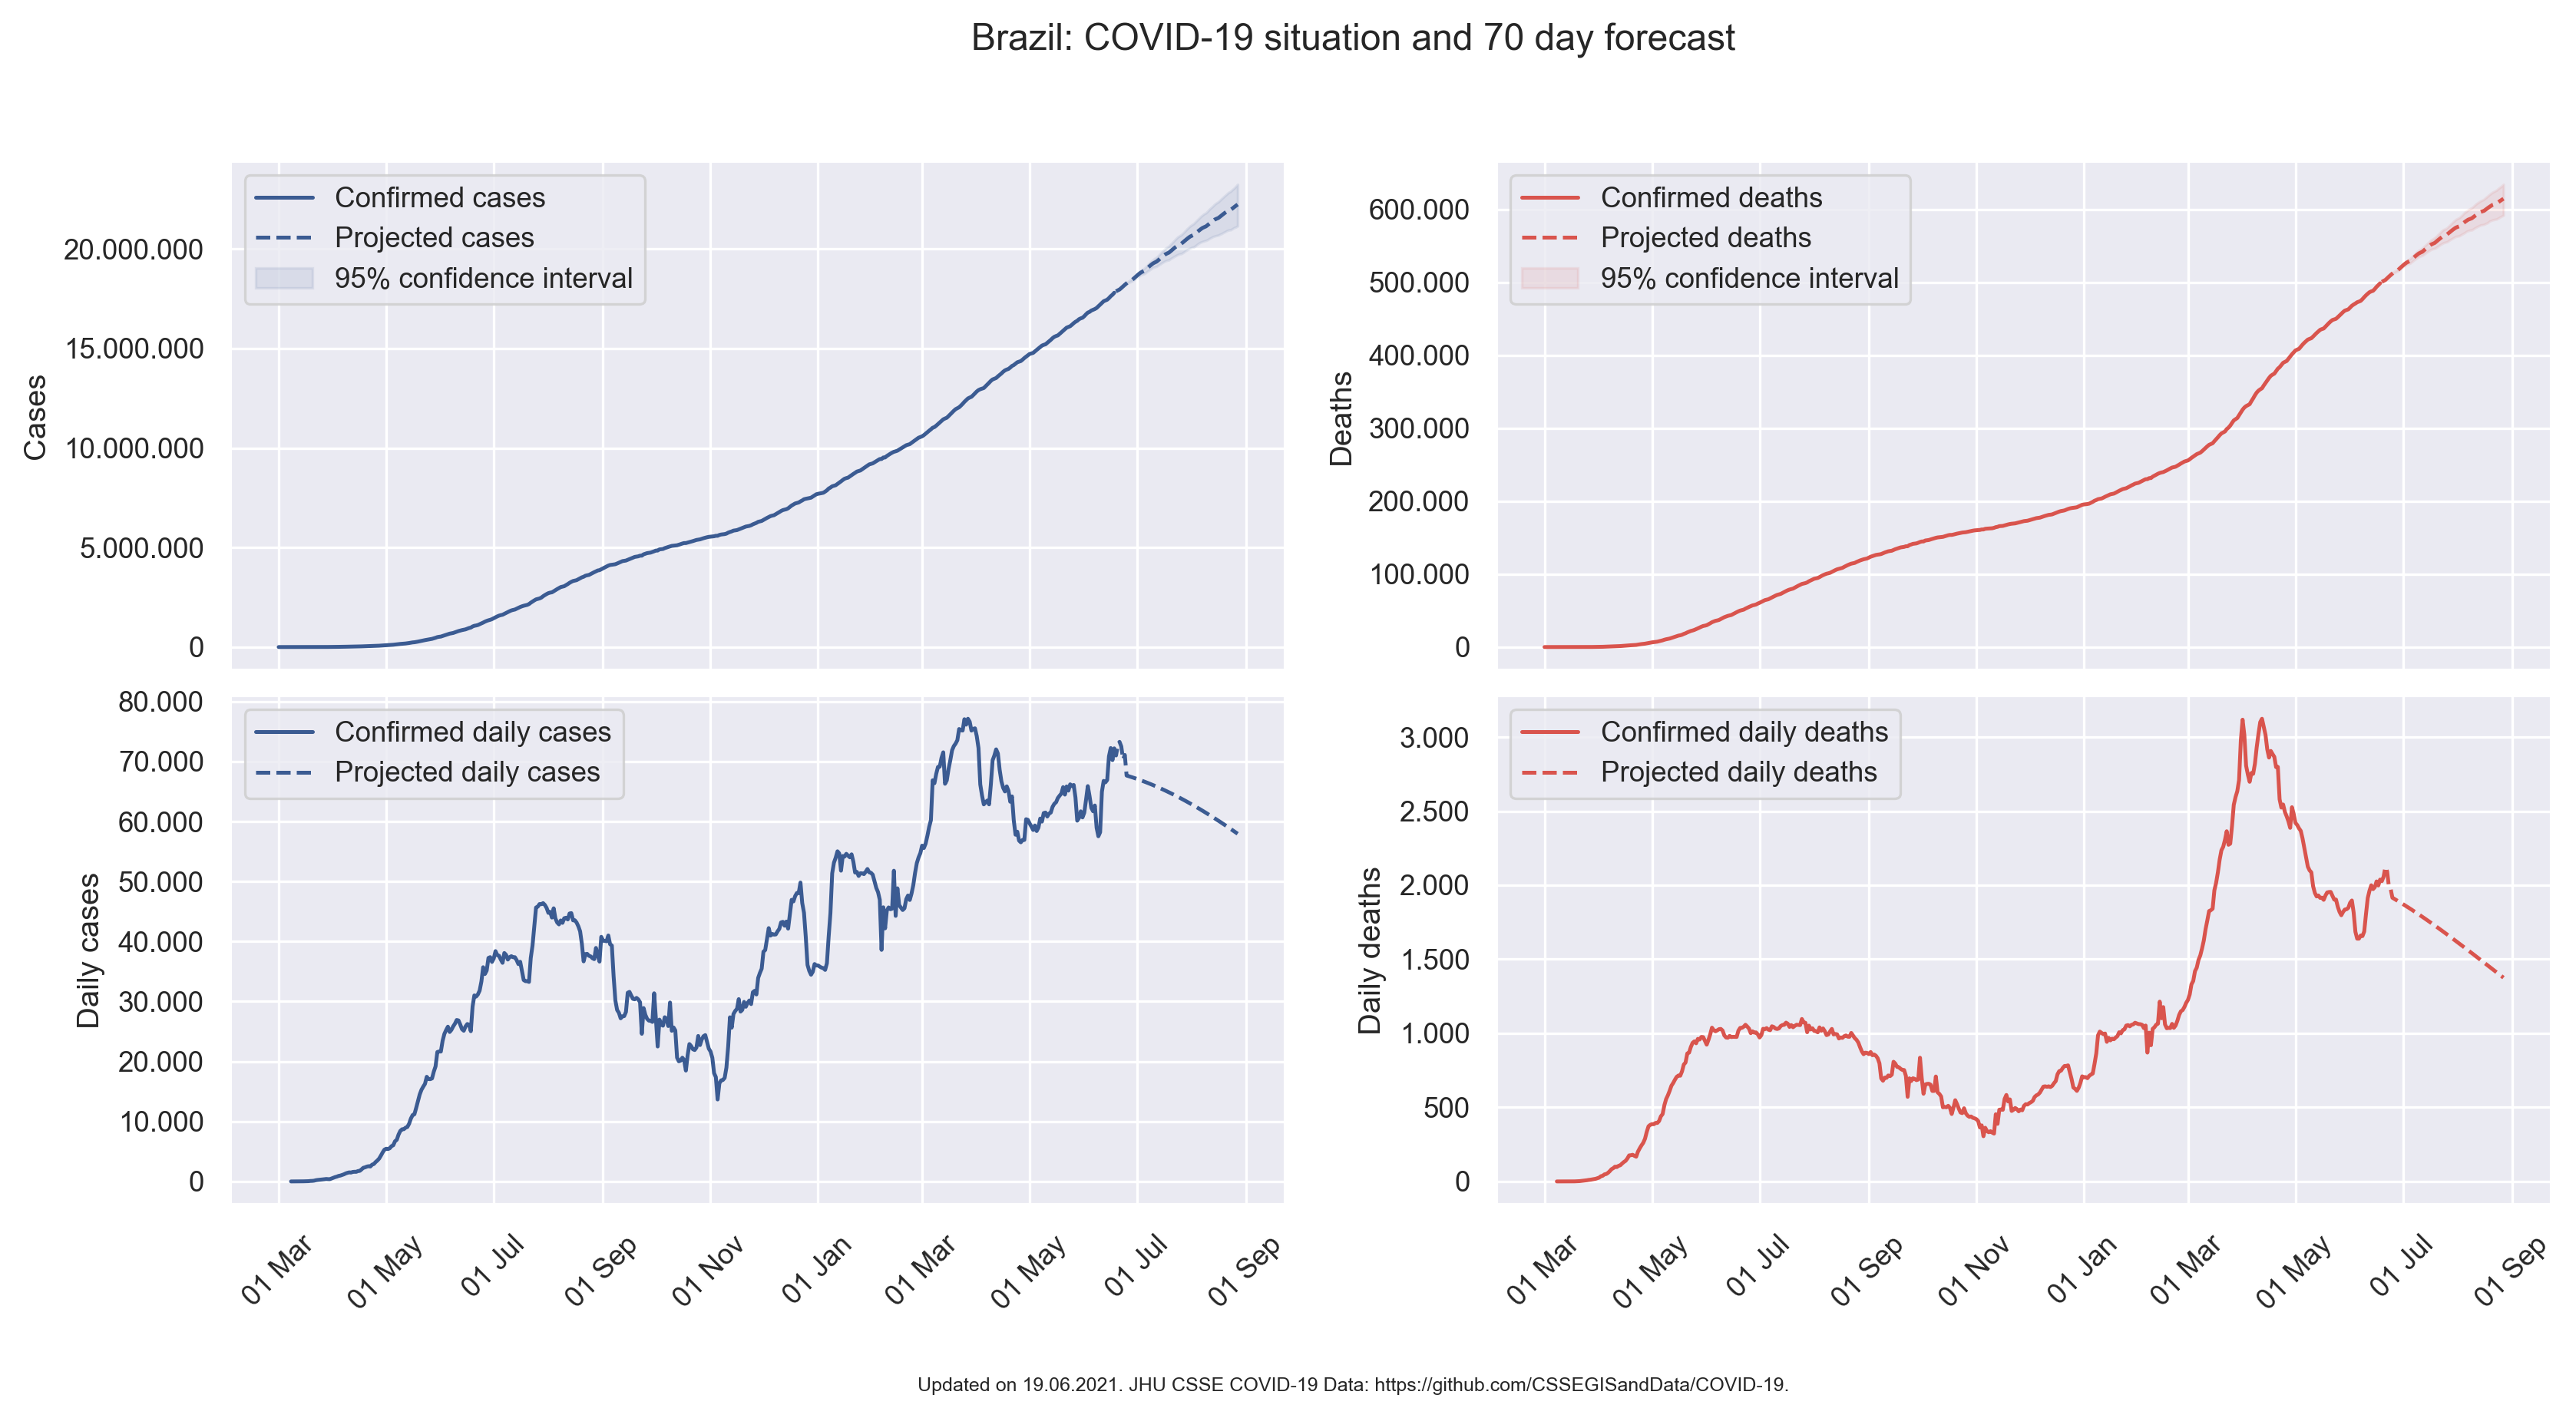 Brazil: COVID-19 situation and 70 day forecast
Confirmed cases
Projected cases
95% confidence interval
Cases
20.000.000
15.000.000
10.000.000
5.000.000
0
Confirmed deaths
Projected deaths
95% confidence interval
Deaths
600.000
500.000
400.000
300.000
200.000
100.000
0
Confirmed daily cases
Projected daily cases
Daily cases
80.000
70.000
60.000
50.000
40.000
30.000
20.000
10.000
0
01 Mar
01 May
01 Jul
01 Sep
01 Nov
01 Jan
01 Mar
01 May
01 Jul
01 Sep
Confirmed daily deaths
Projected daily deaths
Daily deaths
3.000
2.500
2.000
1.500
1.000
500
0
01 Mar
01 May
01 Jul
01 Sep
01 Nov
01 Jan
01 Mar
01 May
01 Jul
01 Sep
Updated on 19.06.2021. JHU CSSE COVID-19 Data: https://github.com/CSSEGISandData/COVID-19.